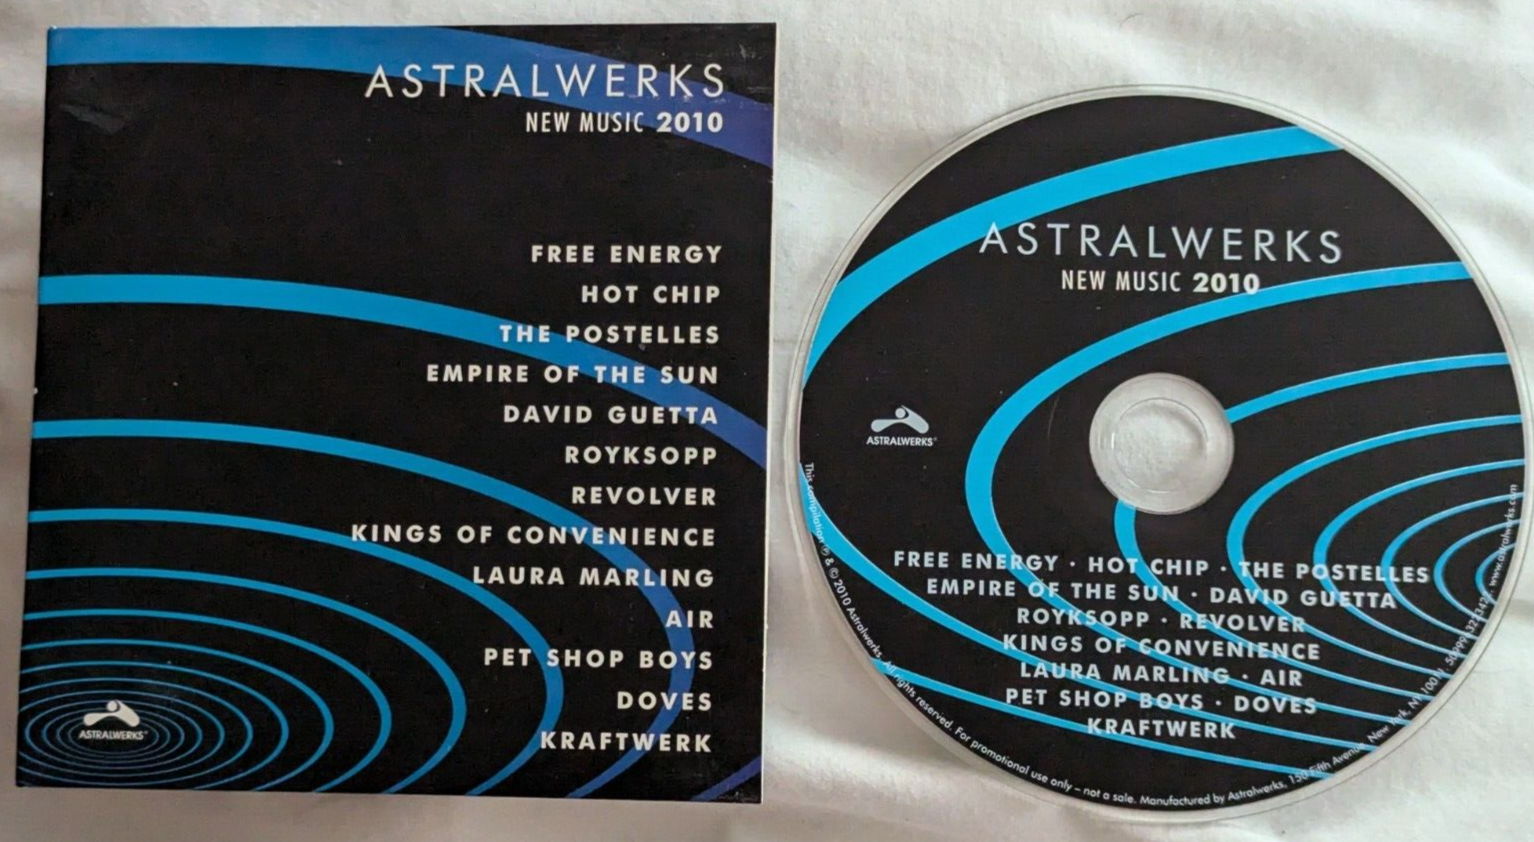 ASTRALWERKS
NEW MUSIC 2010
FREE ENERGY
HOT CHIP
THE POSTELLES
EMPIRE OF THE SUN
DAVID GUETTA
ROYKSOPP
REVOLVER
KINGS OF CONVENIENCE
LAURA MARLING
AIR
PET SHOP BOYS
DOVES
KRAFTWERK
ASTRALWERKS®
ASTRALWERKS
NEW MUSIC 2010
ASTRALWERKS®
FREE ENERGY · HOT CHIP · THE POSTELLES
EMPIRE OF THE SUN · DAVID GUETTA
ROYKSOPP · REVOLVER
KINGS OF CONVENIENCE
LAURA MARLING · AIR
PET SHOP BOYS · DOVES
KRAFTWERK
This compilation ℗ & © 2010 Astralwerks. All rights reserved. For promotional use only – not a sale. Manufactured by Astralwerks, 150 Fifth Avenue, New York, NY www.astralwerks.com